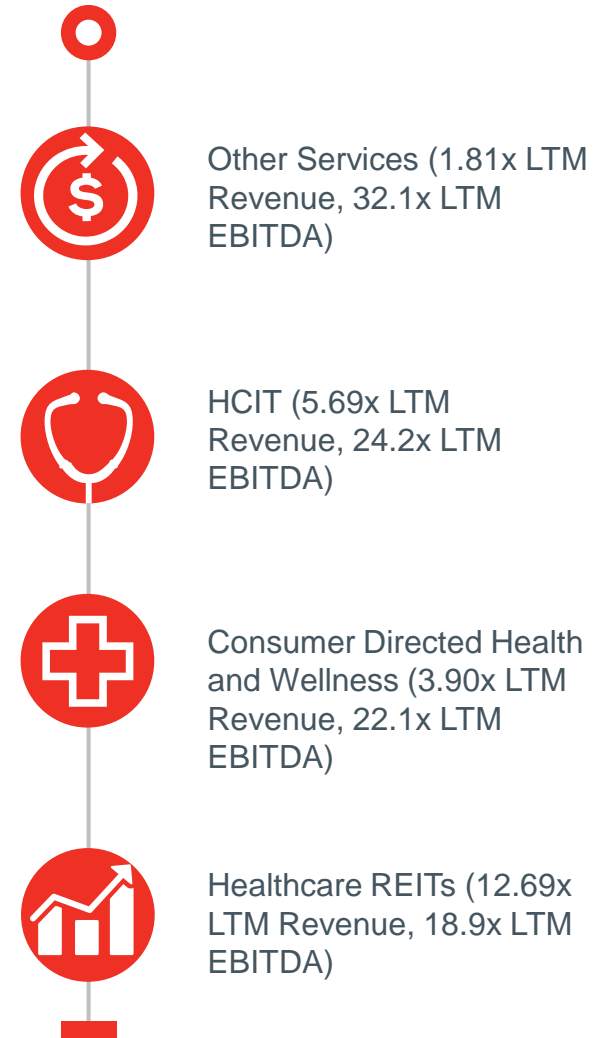 $
Other Services (1.81x LTM
Revenue, 32.1x LTM
EBITDA)
HCIT (5.69x LTM
Revenue, 24.2x LTM
EBITDA)
Consumer Directed Health
and Wellness (3.90x LTM
Revenue, 22.1x LTM
EBITDA)
Healthcare REITs (12.69x
LTM Revenue, 18.9x LTM
EBITDA)